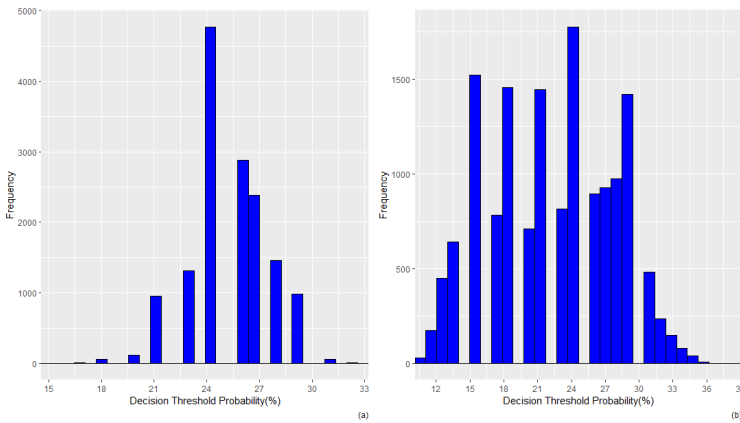 5000
4000
3000
2000
1000
0
Frequency
15 18 21 24 27 30 33
Decision Threshold Probability(%)
(a)
1500
1000
500
0
Frequency
12 15 18 21 24 27 30 33 36
Decision Threshold Probability(%)
(b)